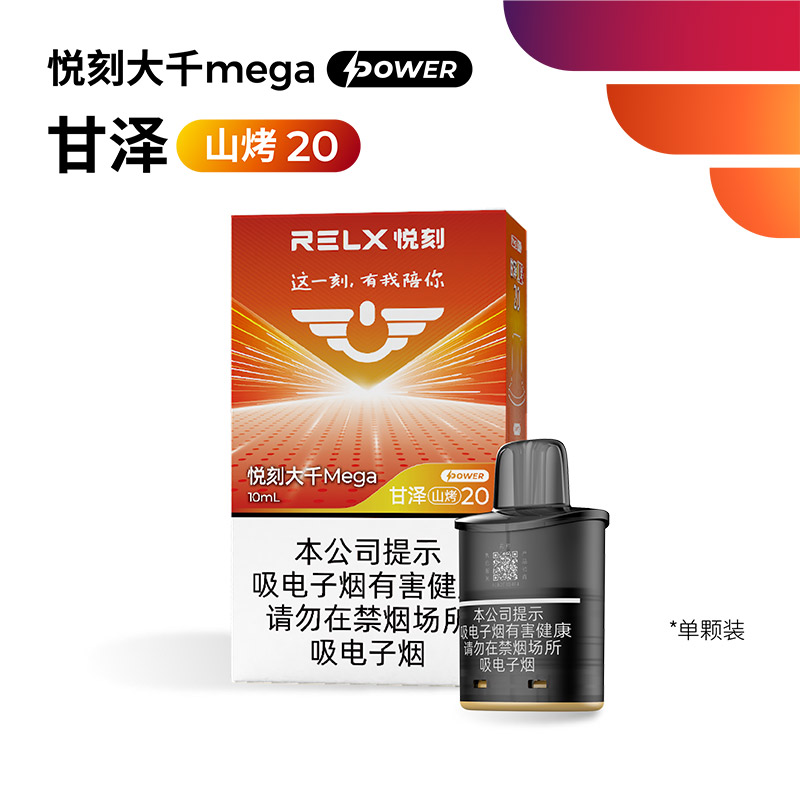 悦刻大千mega POWER
甘泽 山烤 20
RELX 悦刻
这一刻, 有我陪你
悦刻大千Mega
10mL
POWER
甘泽 山烤 20
本公司提示
吸电子烟有害健
请勿在禁烟场所
吸电子烟
20
本公司提示
吸电子烟有害健康
请勿在禁烟场所
吸电子烟
*单颗装